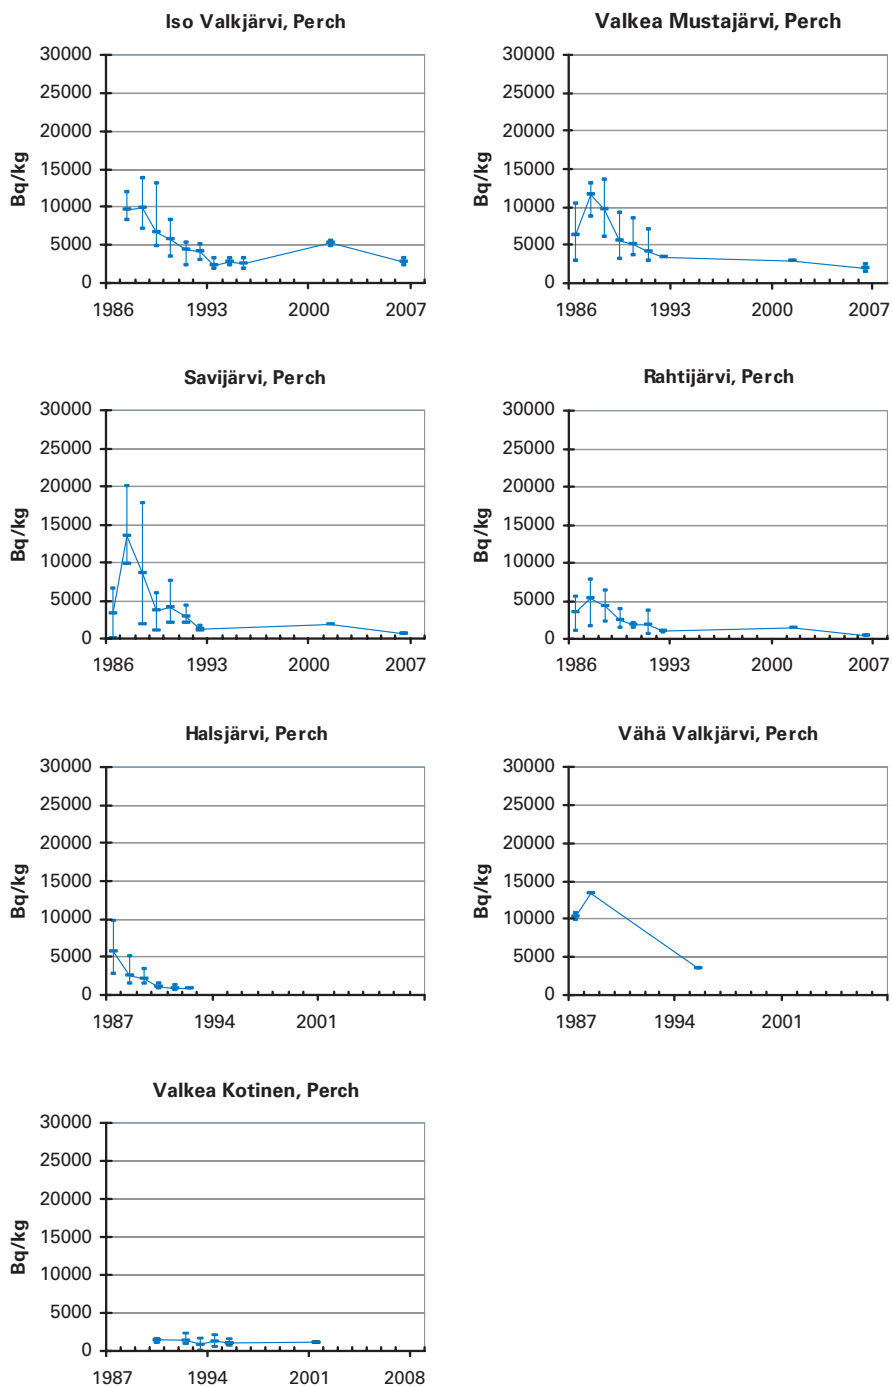 Iso Valkjärvi, Perch
30000
25000
20000
15000
10000
5000
0
Bq/kg
1986 1993 2000 2007
Valkea Mustajärvi, Perch
30000
25000
20000
15000
10000
5000
0
Bq/kg
1986 1993 2000 2007
Savijärvi, Perch
30000
25000
20000
15000
10000
5000
0
Bq/kg
1986 1993 2000 2007
Rahtijärvi, Perch
30000
25000
20000
15000
10000
5000
0
Bq/kg
1986 1993 2000 2007
Halsjärvi, Perch
30000
25000
20000
15000
10000
5000
0
Bq/kg
1987 1994 2001
Vähä Valkjärvi, Perch
30000
25000
20000
15000
10000
5000
0
Bq/kg
1987 1994 2001
Valkea Kotinen, Perch
30000
25000
20000
15000
10000
5000
0
Bq/kg
1987 1994 2001 2008